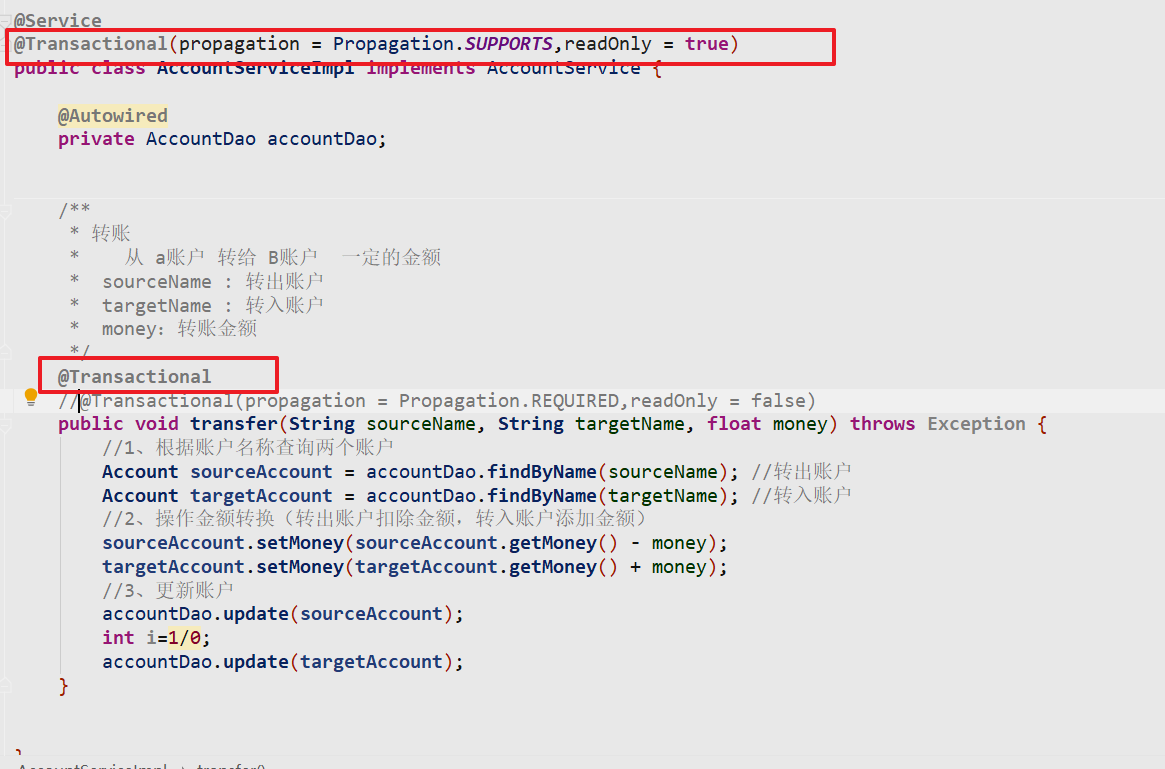 @Service
@Transactional(propagation = Propagation.SUPPORTS,readOnly = true)
public class AccountServiceImpl implements AccountService {
@Autowired
private AccountDao accountDao;
/**
* 转账
* 从 a账户 转给 B账户 一定的金额
* sourceName : 转出账户
* targetName : 转入账户
* money: 转账金额
*/
@Transactional
//@Transactional(propagation = Propagation.REQUIRED,readOnly = false)
public void transfer(String sourceName, String targetName, float money) throws Exception {
//1、根据账户名称查询两个账户
Account sourceAccount = accountDao.findByName(sourceName); //转出账户
Account targetAccount = accountDao.findByName(targetName); //转入账户
//2、操作金额转换（转出账户扣除金额，转入账户添加金额）
sourceAccount.setMoney(sourceAccount.getMoney() - money);
targetAccount.setMoney(targetAccount.getMoney() + money);
//3、更新账户
accountDao.update(sourceAccount);
int i=1/0;
accountDao.update(targetAccount);
}
}
AccountServiceImpl
transfer()